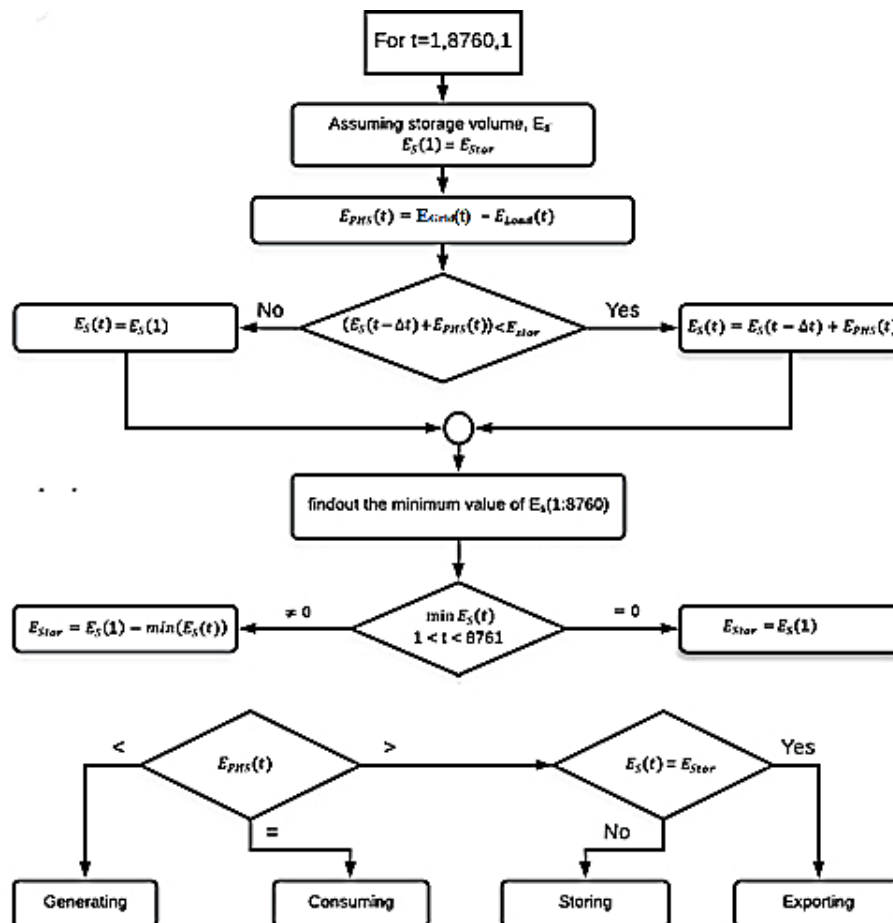 For t=1,8760,1
Assuming storage volume, Es
E_S(1) = E_Stor
E_PHS(t) = E_Grid(t) − E_Load(t)
No
(E_S(t−Δt)+E_PHS(t))<E_stor
Yes
E_S(t) = E_S(1)
E_S(t) = E_S(t − Δt) + E_PHS(t)
findout the minimum value of Es(1:8760)
≠ 0
min E_S(t)
1 < t < 8761
= 0
E_Stor = E_S(1) − min(E_S(t))
E_Stor = E_S(1)
<
E_PHS(t)
>
E_S(t) = E_Stor
Yes
=
No
Generating
Consuming
Storing
Exporting